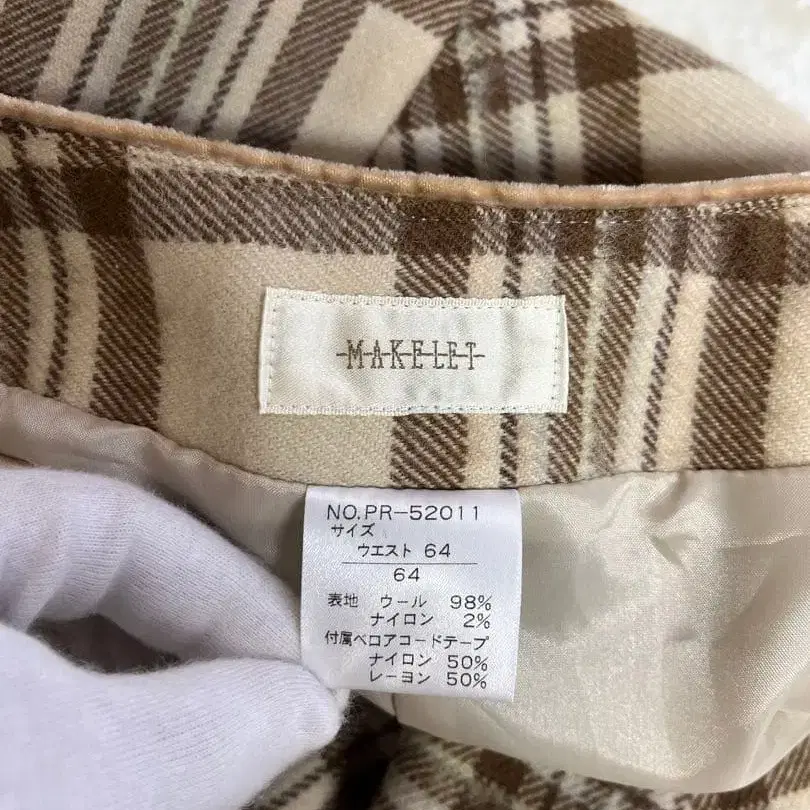 MAKELET
NO.PR-52011
サイズ
ウエスト 64
64
表地 ウール 98%
ナイロン 2%
付属ベロアコードテープ
ナイロン 50%
レーヨン 50%